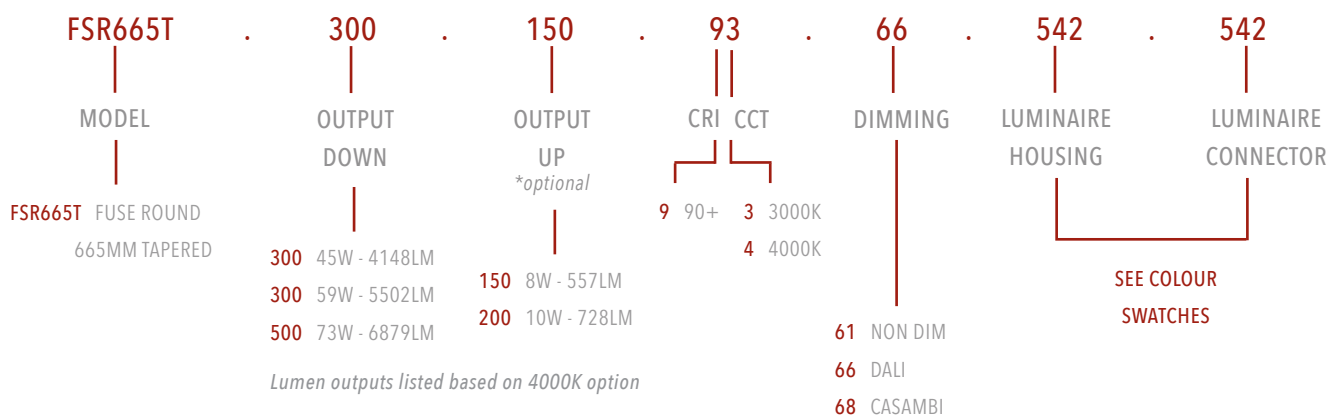 FSR665T . 300 . 150 . 93 . 66 . 542 . 542
MODEL
OUTPUT
DOWN
OUTPUT
UP
*optional
CRI CCT
DIMMING
LUMINAIRE
HOUSING
LUMINAIRE
CONNECTOR
FSR665T FUSE ROUND
665MM TAPERED
300 45W - 4148LM
300 59W - 5502LM
500 73W - 6879LM
150 8W - 557LM
200 10W - 728LM
9 90+
3 3000K
4 4000K
61 NON DIM
66 DALI
68 CASAMBI
SEE COLOUR
SWATCHES
Lumen outputs listed based on 4000K option